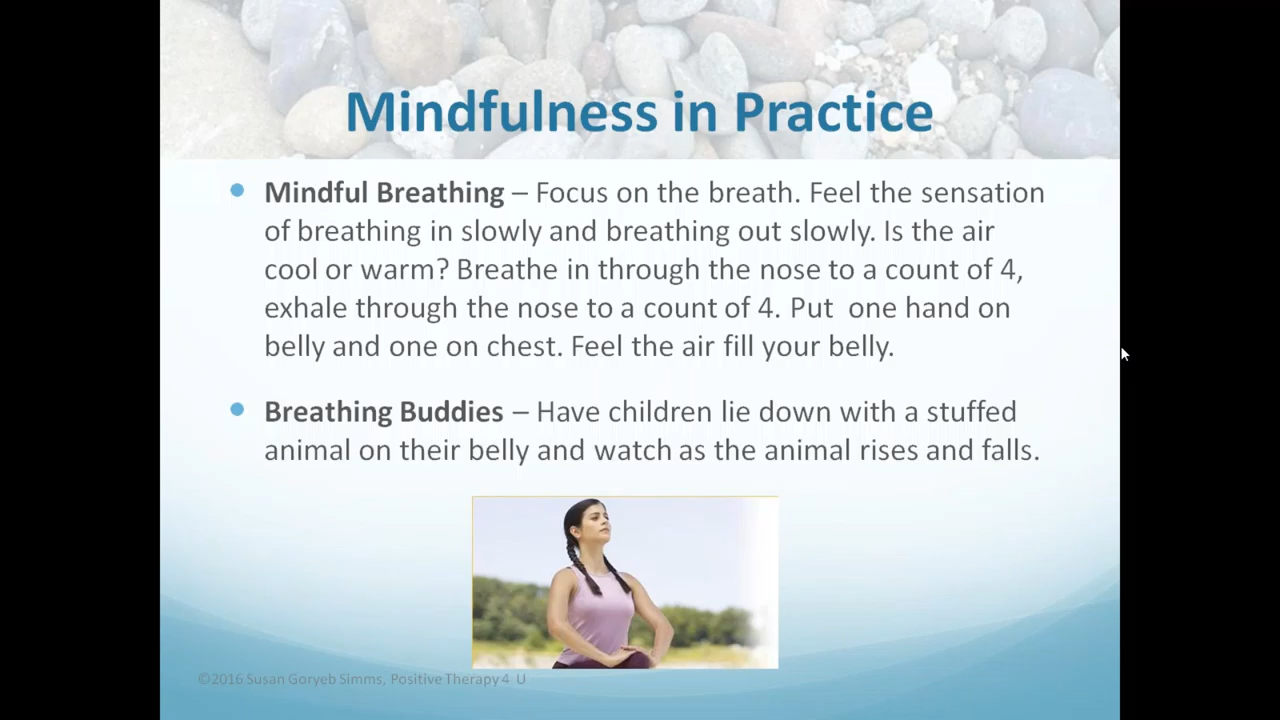 Mindfulness in Practice
Mindful Breathing – Focus on the breath. Feel the sensation
of breathing in slowly and breathing out slowly. Is the air
cool or warm? Breathe in through the nose to a count of 4,
exhale through the nose to a count of 4. Put  one hand on
belly and one on chest. Feel the air fill your belly.
Breathing Buddies – Have children lie down with a stuffed
animal on their belly and watch as the animal rises and falls.
©2016 Susan Goryeb Simms, Positive Therapy 4  U